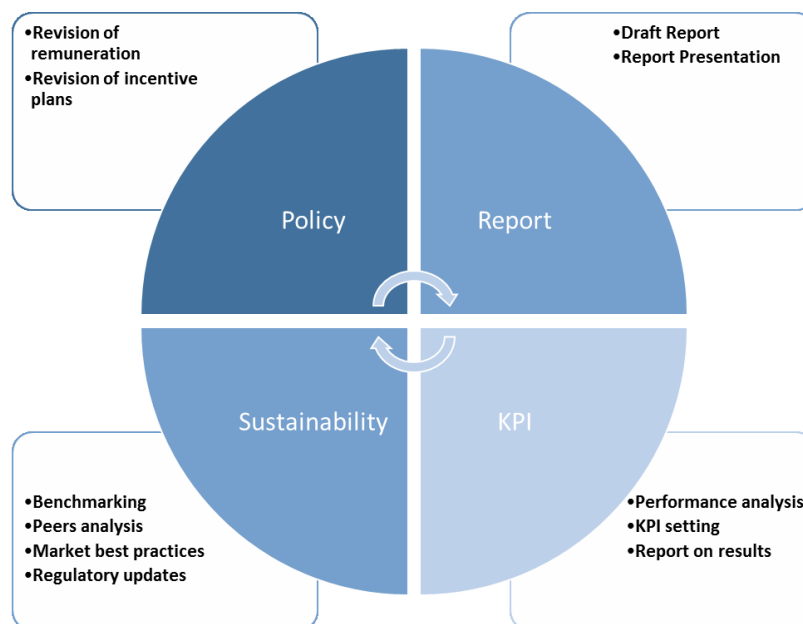 •Revision of
remuneration
•Revision of incentive
plans
•Draft Report
•Report Presentation
Policy
Report
Sustainability
KPI
•Benchmarking
•Peers analysis
•Market best practices
•Regulatory updates
•Performance analysis
•KPI setting
•Report on results